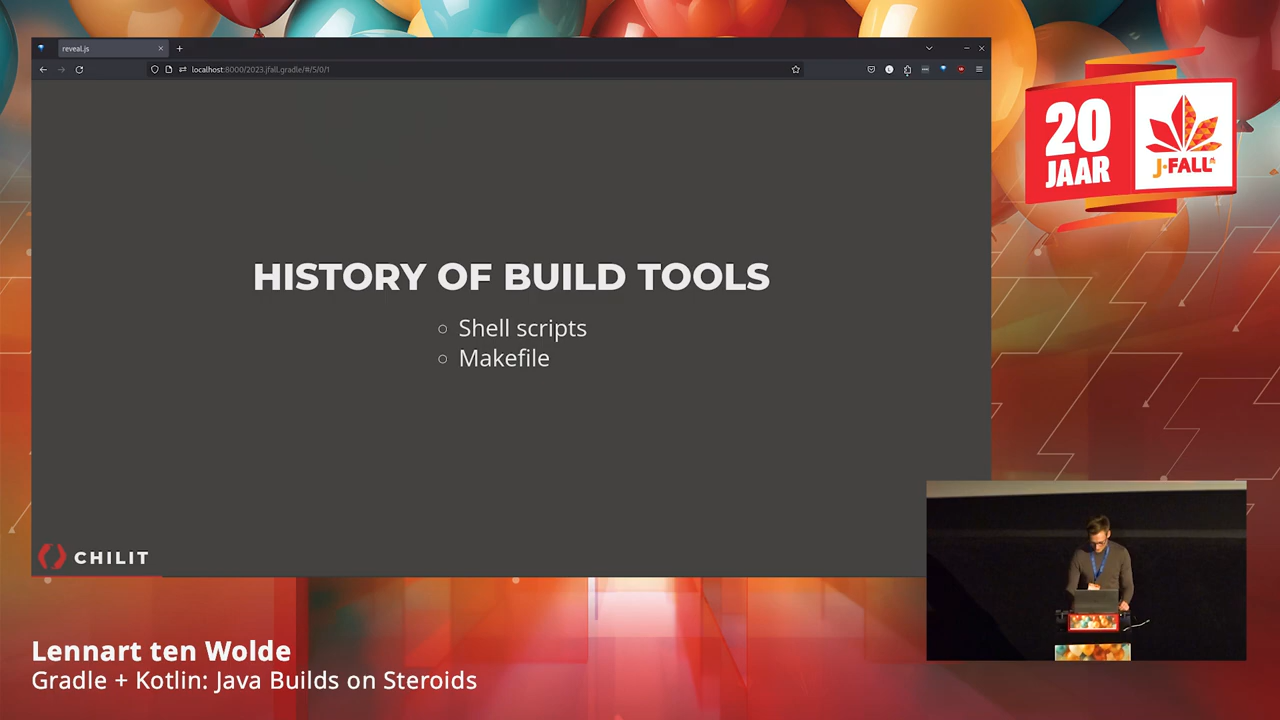 reveal.js
localhost:8000/2023.jfall.gradle/#/5/0/1
HISTORY OF BUILD TOOLS
Shell scripts
Makefile
CHILIT
20
JAAR
J-FALL
Lennart ten Wolde
Gradle + Kotlin: Java Builds on Steroids